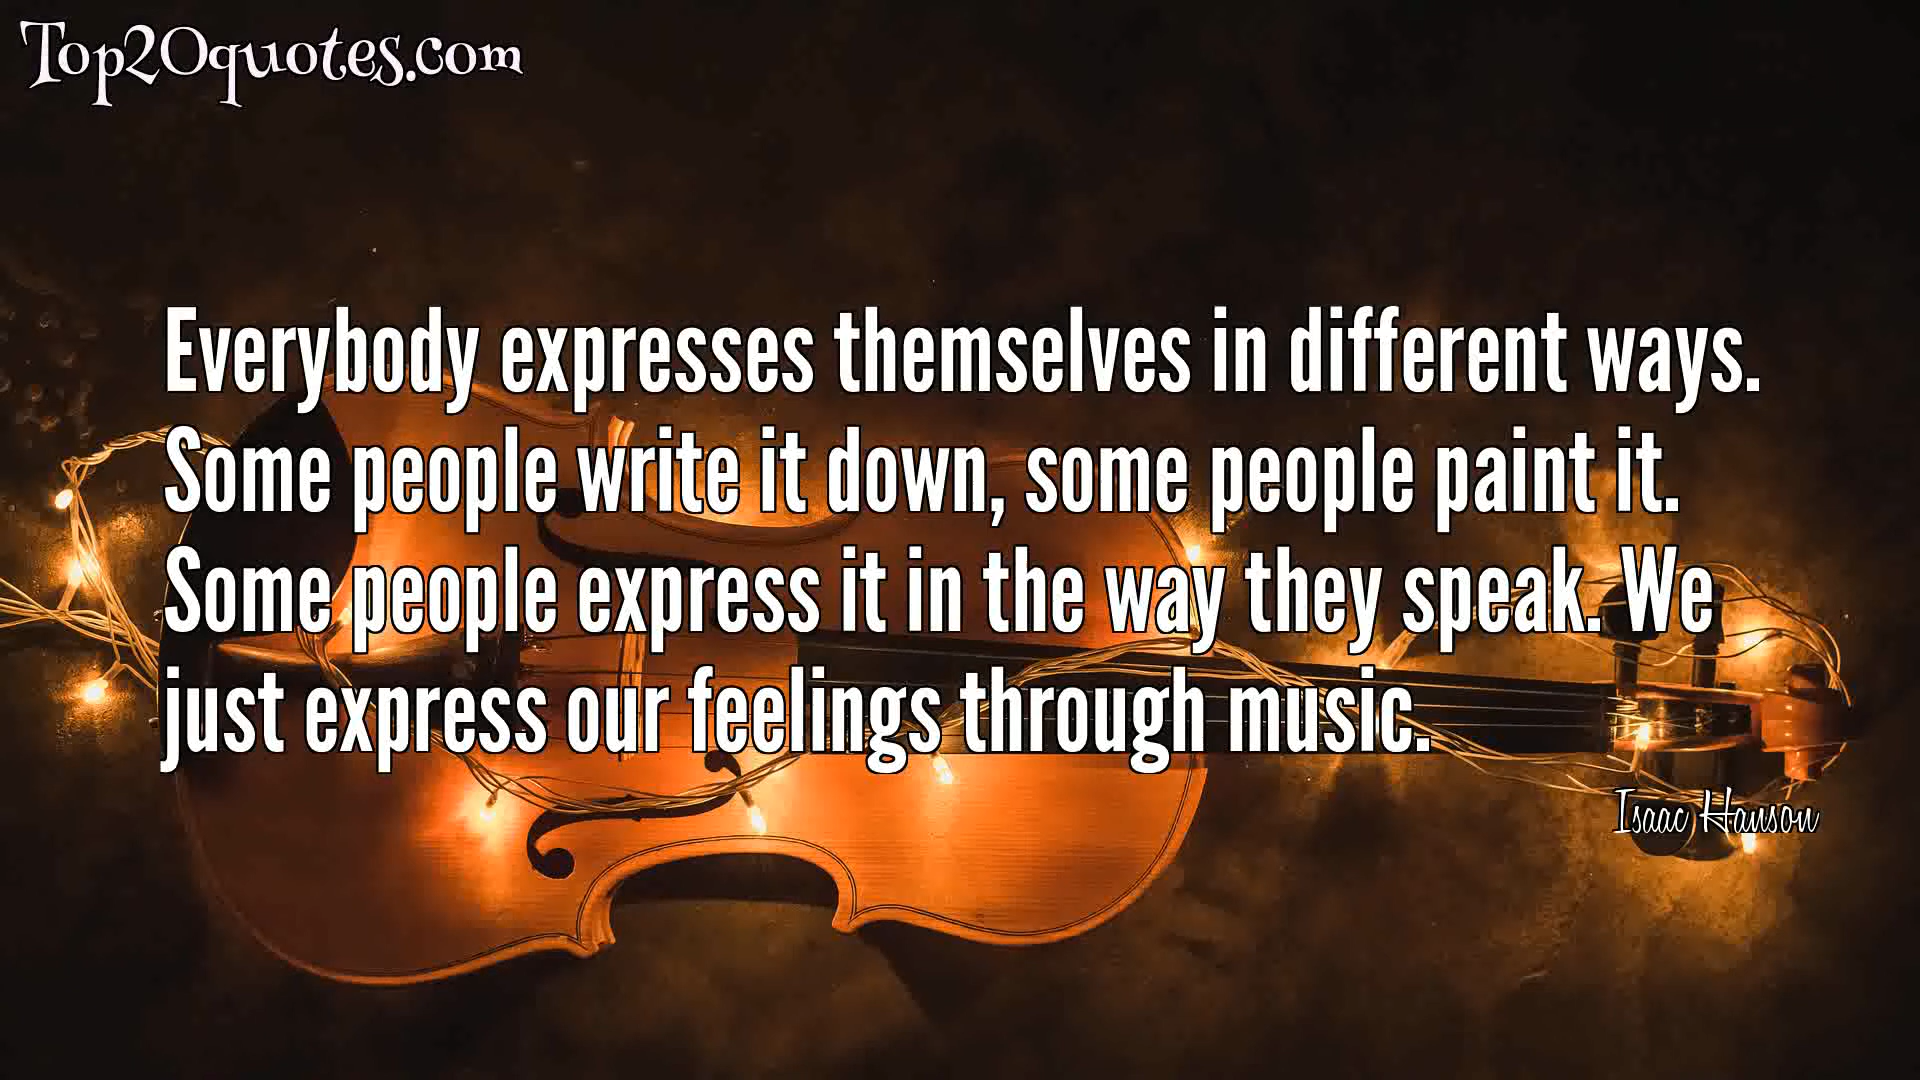 Top20quotes.com
Everybody expresses themselves in different ways.
Some people write it down, some people paint it.
Some people express it in the way they speak. We
just express our feelings through music.
Isaac Hanson